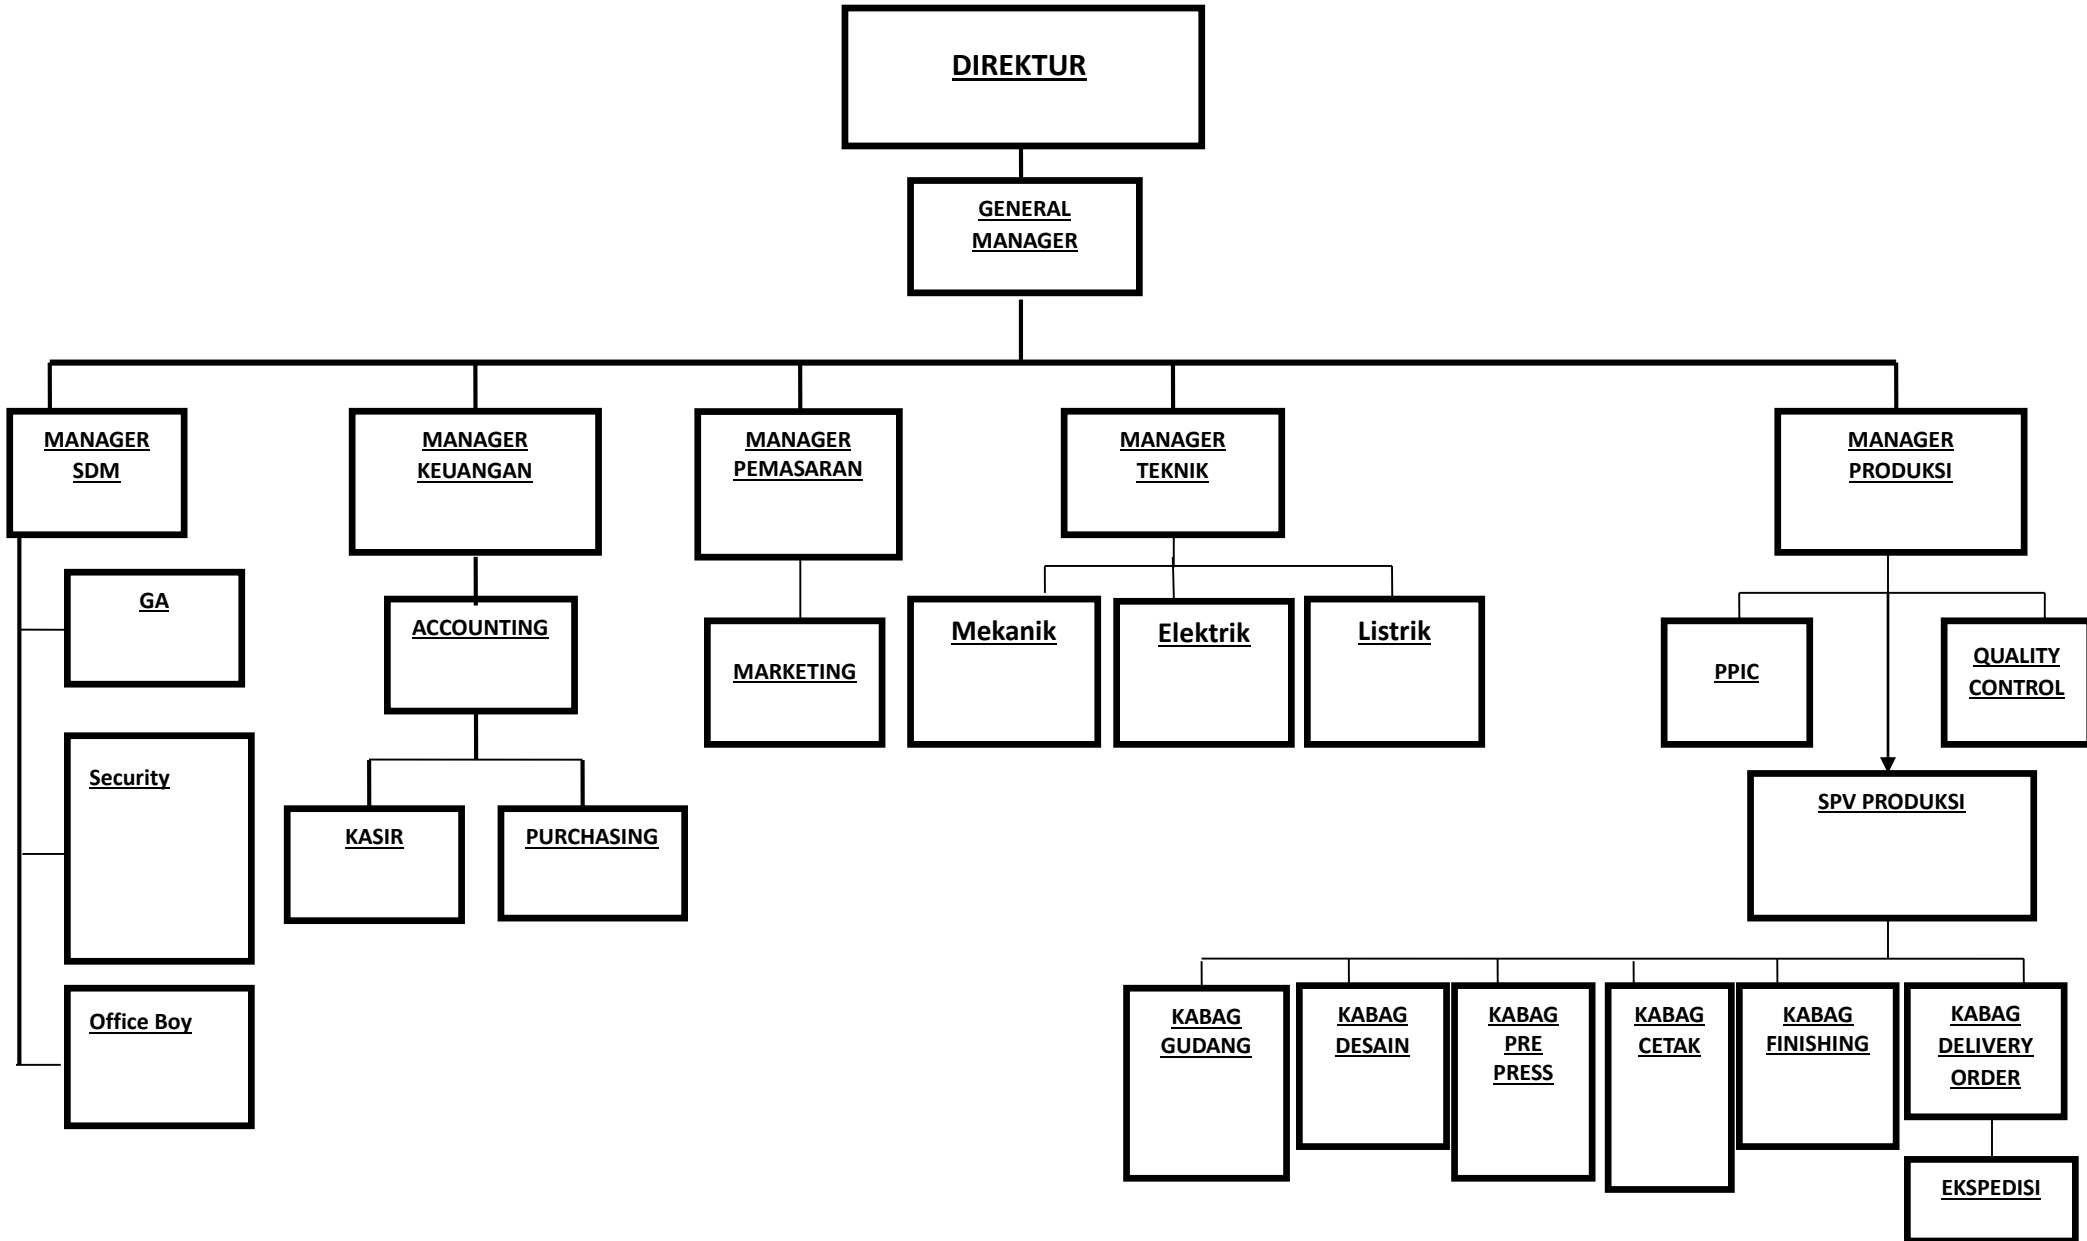 DIREKTUR
GENERAL
MANAGER
MANAGER
SDM
MANAGER
KEUANGAN
MANAGER
PEMASARAN
MANAGER
TEKNIK
MANAGER
PRODUKSI
GA
ACCOUNTING
MARKETING
Mekanik
Elektrik
Listrik
PPIC
QUALITY
CONTROL
Security
KASIR
PURCHASING
SPV PRODUKSI
Office Boy
KABAG
GUDANG
KABAG
DESAIN
KABAG
PRE
PRESS
KABAG
CETAK
KABAG
FINISHING
KABAG
DELIVERY
ORDER
EKSPEDISI